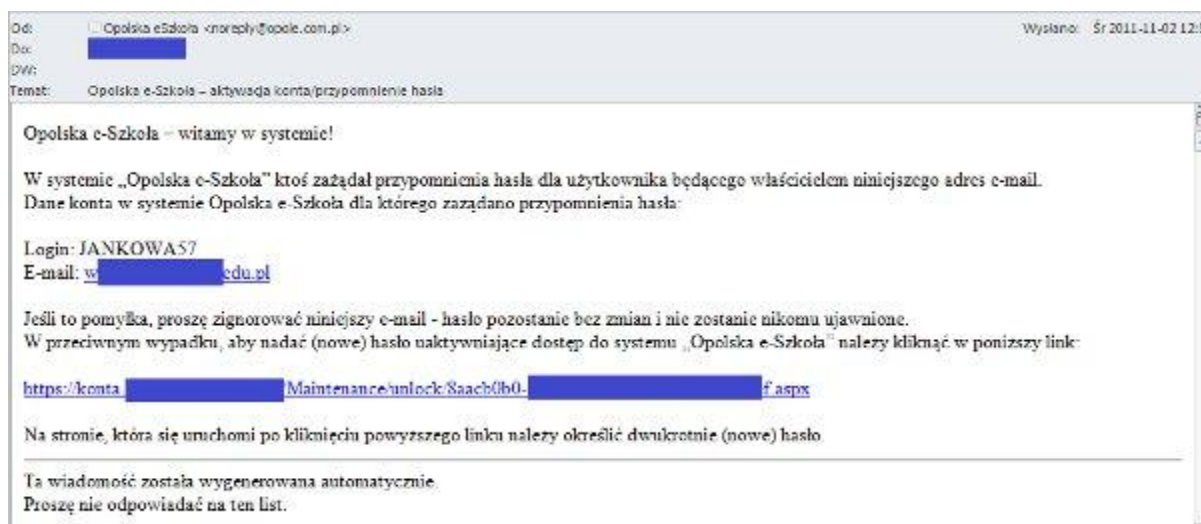 Od: Opolska eSzkoła <noreply@opole.com.pl> Wysłano: Śr 2011-11-02 12:
Do:
DW:
Temat: Opolska e-Szkoła – aktywacja konta/przypomnienie hasła
Opolska e-Szkoła – witamy w systemie!
W systemie „Opolska e-Szkoła” ktoś zażądał przypomnienia hasła dla użytkownika będącego właścicielem niniejszego adres e-mail.
Dane konta w systemie Opolska e-Szkoła dla którego zażądano przypomnienia hasła:
Login: JANKOWA57
E-mail: w edu.pl
Jeśli to pomyłka, proszę zignorować niniejszy e-mail - hasło pozostanie bez zmian i nie zostanie nikomu ujawnione.
W przeciwnym wypadku, aby nadać (nowe) hasło uaktywniające dostęp do systemu „Opolska e-Szkoła” należy kliknąć w poniższy link:
https://konta. /Maintenance/unlock/8aacb0b0- f.aspx
Na stronie, która się uruchomi po kliknięciu powyższego linku należy określić dwukrotnie (nowe) hasło.
Ta wiadomość została wygenerowana automatycznie.
Proszę nie odpowiadać na ten list.